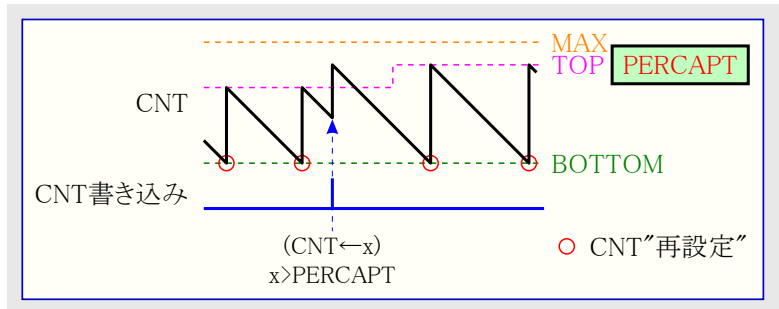 MAX
TOP
PERCAPT
CNT
BOTTOM
CNT書き込み
(CNT←x)
x>PERCAPT
CNT"再設定"